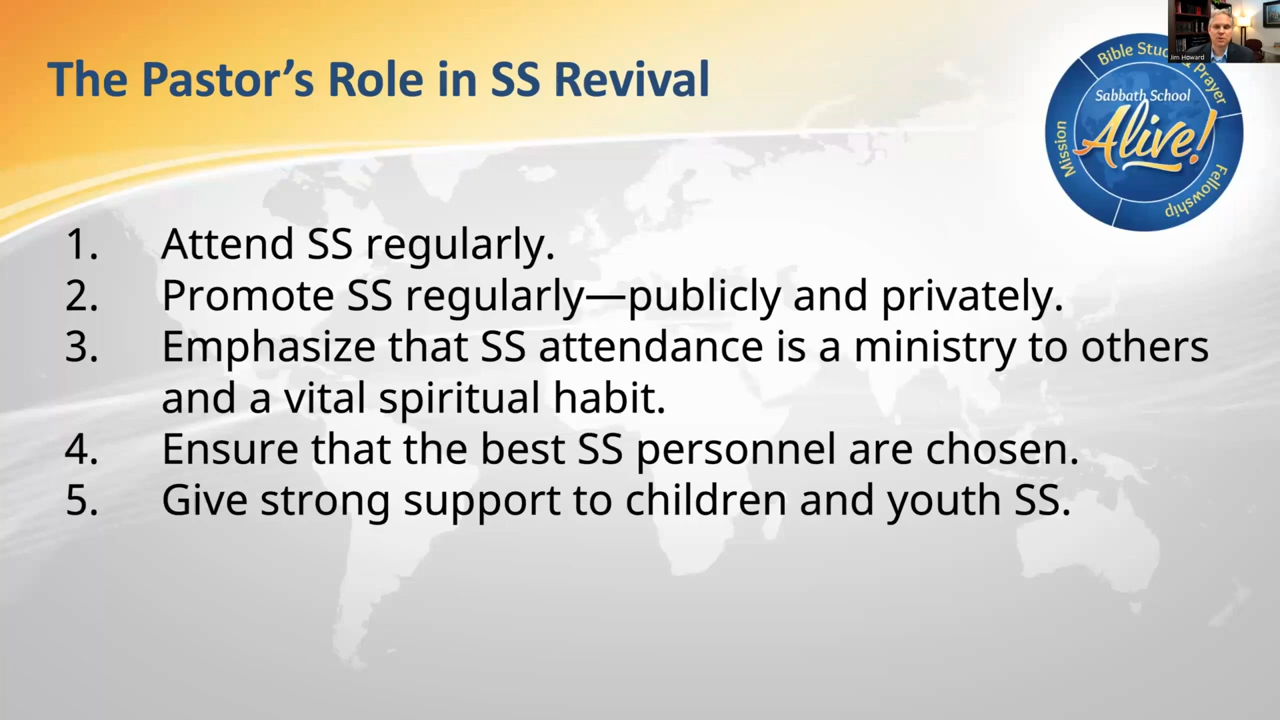 The Pastor's Role in SS Revival
Jim Howard
Bible Study Prayer
Sabbath School
Alive!
Mission
Fellowship
1. Attend SS regularly.
2. Promote SS regularly—publicly and privately.
3. Emphasize that SS attendance is a ministry to others
and a vital spiritual habit.
4. Ensure that the best SS personnel are chosen.
5. Give strong support to children and youth SS.